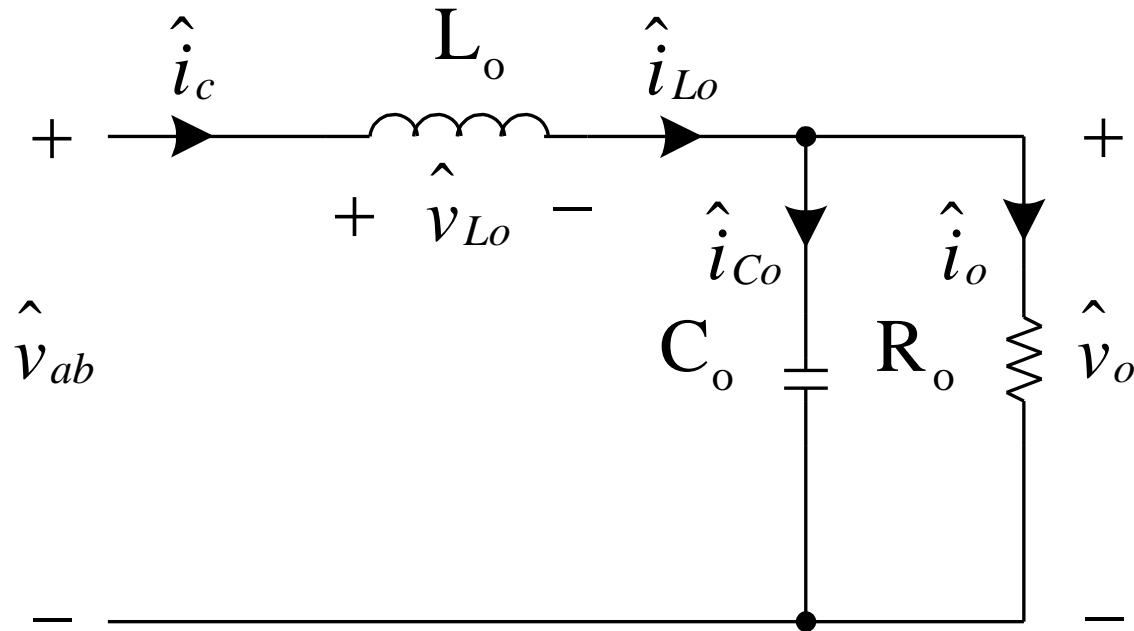 î_c L_o î_Lo
+ +
+ v̂_Lo −
î_Co î_o
v̂_ab C_o R_o v̂_o
− −